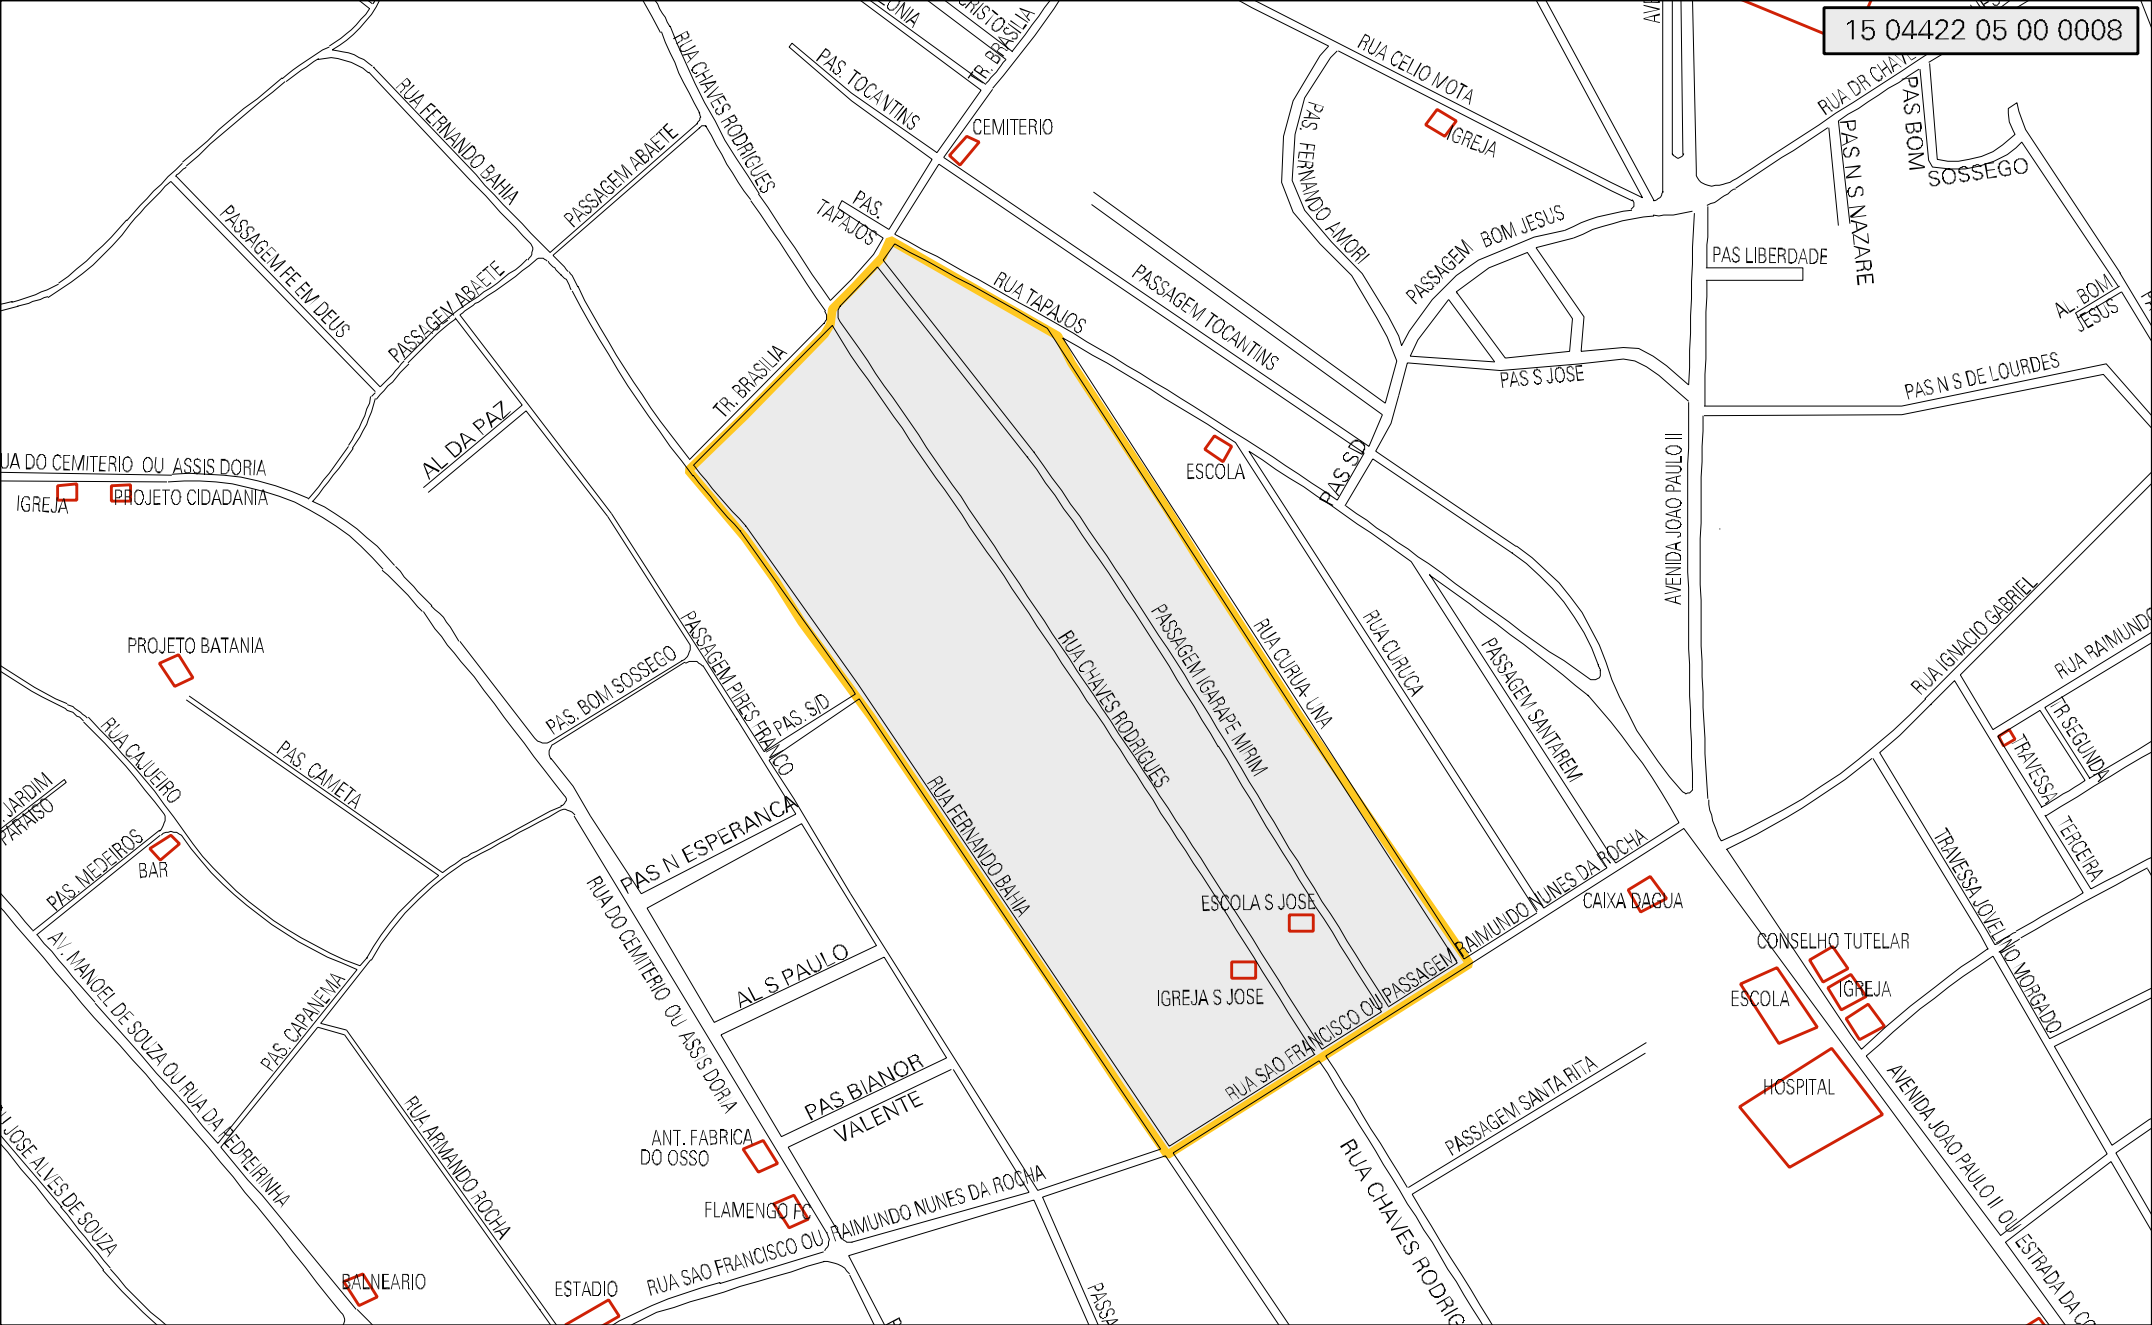 15 04422 05 00 0008
TR. BRASILIA
RUA CHAVES RODRIGUES
PAS. TOCANTINS
CEMITERIO
RUA CELIO MOTA
IGREJA
PAS. FERNANDO AMORI
PAS BOM
SOSSEGO
PAS N S NAZARE
RUA FERNANDO BAHIA
PASSAGEM ABAETE
PASSAGEM FE EM DEUS
PASSAGEM ABAETE
PAS.
TAPAJOS
RUA TAPAJOS
PASSAGEM TOCANTINS
PASSAGEM BOM JESUS
PAS LIBERDADE
AL. BOM
JESUS
PAS S JOSE
PAS N S DE LOURDES
TR. BRASILIA
AL DA PAZ
UA DO CEMITERIO OU ASSIS DORIA
IGREJA
PROJETO CIDADANIA
ESCOLA
PAS SD
AVENIDA JOAO PAULO II
PROJETO BATANIA
PAS. BOM SOSSEGO
PASSAGEM PIRES FRANCO
PAS. S/D
RUA CHAVES RODRIGUES
PASSAGEM IGARAPE MIRIM
RUA CURUA- UNA
RUA CURUCA
PASSAGEM SANTAREM
RUA IGNACIO GABRIEL
RUA RAIMUNDO
TR SEGUNDA
TRAVESSA
TERCEIRA
RUA CAJUEIRO
PAS. CAMETA
JARDIM
PARAISO
PAS. MEDEIROS
BAR
PAS N ESPERANCA
RUA FERNANDO BAHIA
ESCOLA S JOSE
IGREJA S JOSE
RUA SAO FRANCISCO OU PASSAGEM RAIMUNDO NUNES DA ROCHA
CAIXA DAGUA
TRAVESSA JOVELINO MORGADO
CONSELHO TUTELAR
ESCOLA
IGREJA
HOSPITAL
AV. MANOEL DE SOUZA OU RUA DA PEDREIRINHA
PAS. CAPANEMA
RUA DO CEMITERIO OU ASSIS DORIA
AL S PAULO
PAS BIANOR
VALENTE
ANT. FABRICA
DO OSSO
FLAMENGO FC
RUA SAO FRANCISCO OU RAIMUNDO NUNES DA ROCHA
RUA ARMANDO ROCHA
JOSE ALVES DE SOUZA
BALNEARIO
ESTADIO
PASSA
PASSAGEM SANTA RITA
RUA CHAVES RODRIG
AVENIDA JOAO PAULO II OU ESTRADA DA CO